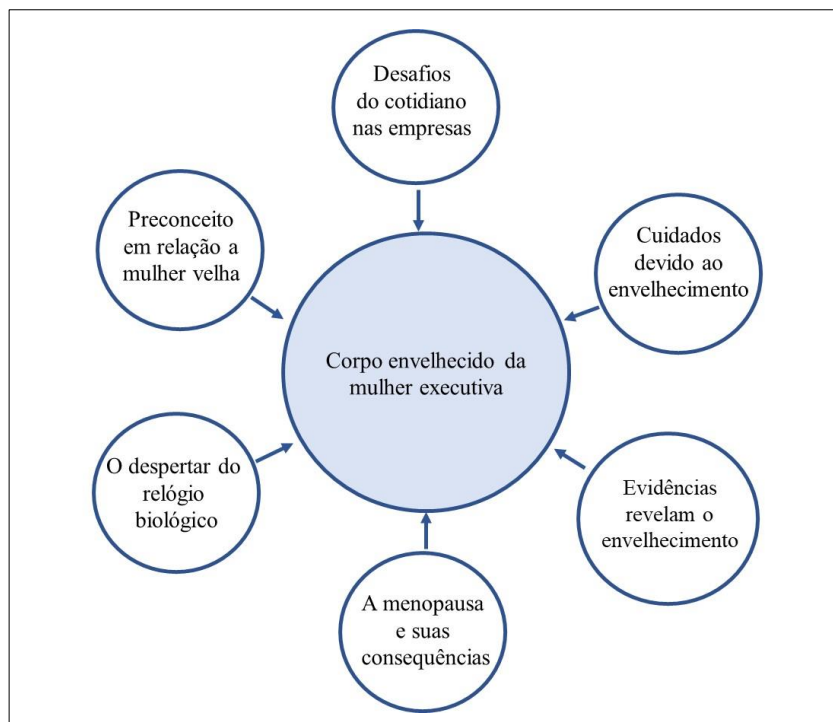 Desafios
do cotidiano
nas empresas
Preconceito
em relação a
mulher velha
Cuidados
devido ao
envelhecimento
Corpo envelhecido da
mulher executiva
O despertar do
relógio
biológico
Evidências
revelam o
envelhecimento
A menopausa
e suas
consequências